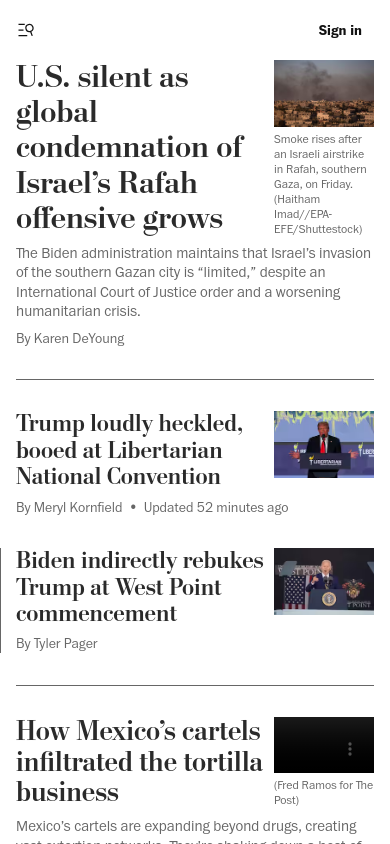 Sign in
U.S. silent as
global
condemnation of
Israel’s Rafah
offensive grows
Smoke rises after
an Israeli airstrike
in Rafah, southern
Gaza, on Friday.
(Haitham
Imad//EPA-
EFE/Shuttestock)
The Biden administration maintains that Israel’s invasion
of the southern Gazan city is “limited,” despite an
International Court of Justice order and a worsening
humanitarian crisis.
By Karen DeYoung
Trump loudly heckled,
booed at Libertarian
National Convention
LIBERTARIAN
By Meryl Kornfield • Updated 52 minutes ago
Biden indirectly rebukes
Trump at West Point
commencement
By Tyler Pager
How Mexico’s cartels
infiltrated the tortilla
business
(Fred Ramos for The
Post)
Mexico’s cartels are expanding beyond drugs, creating